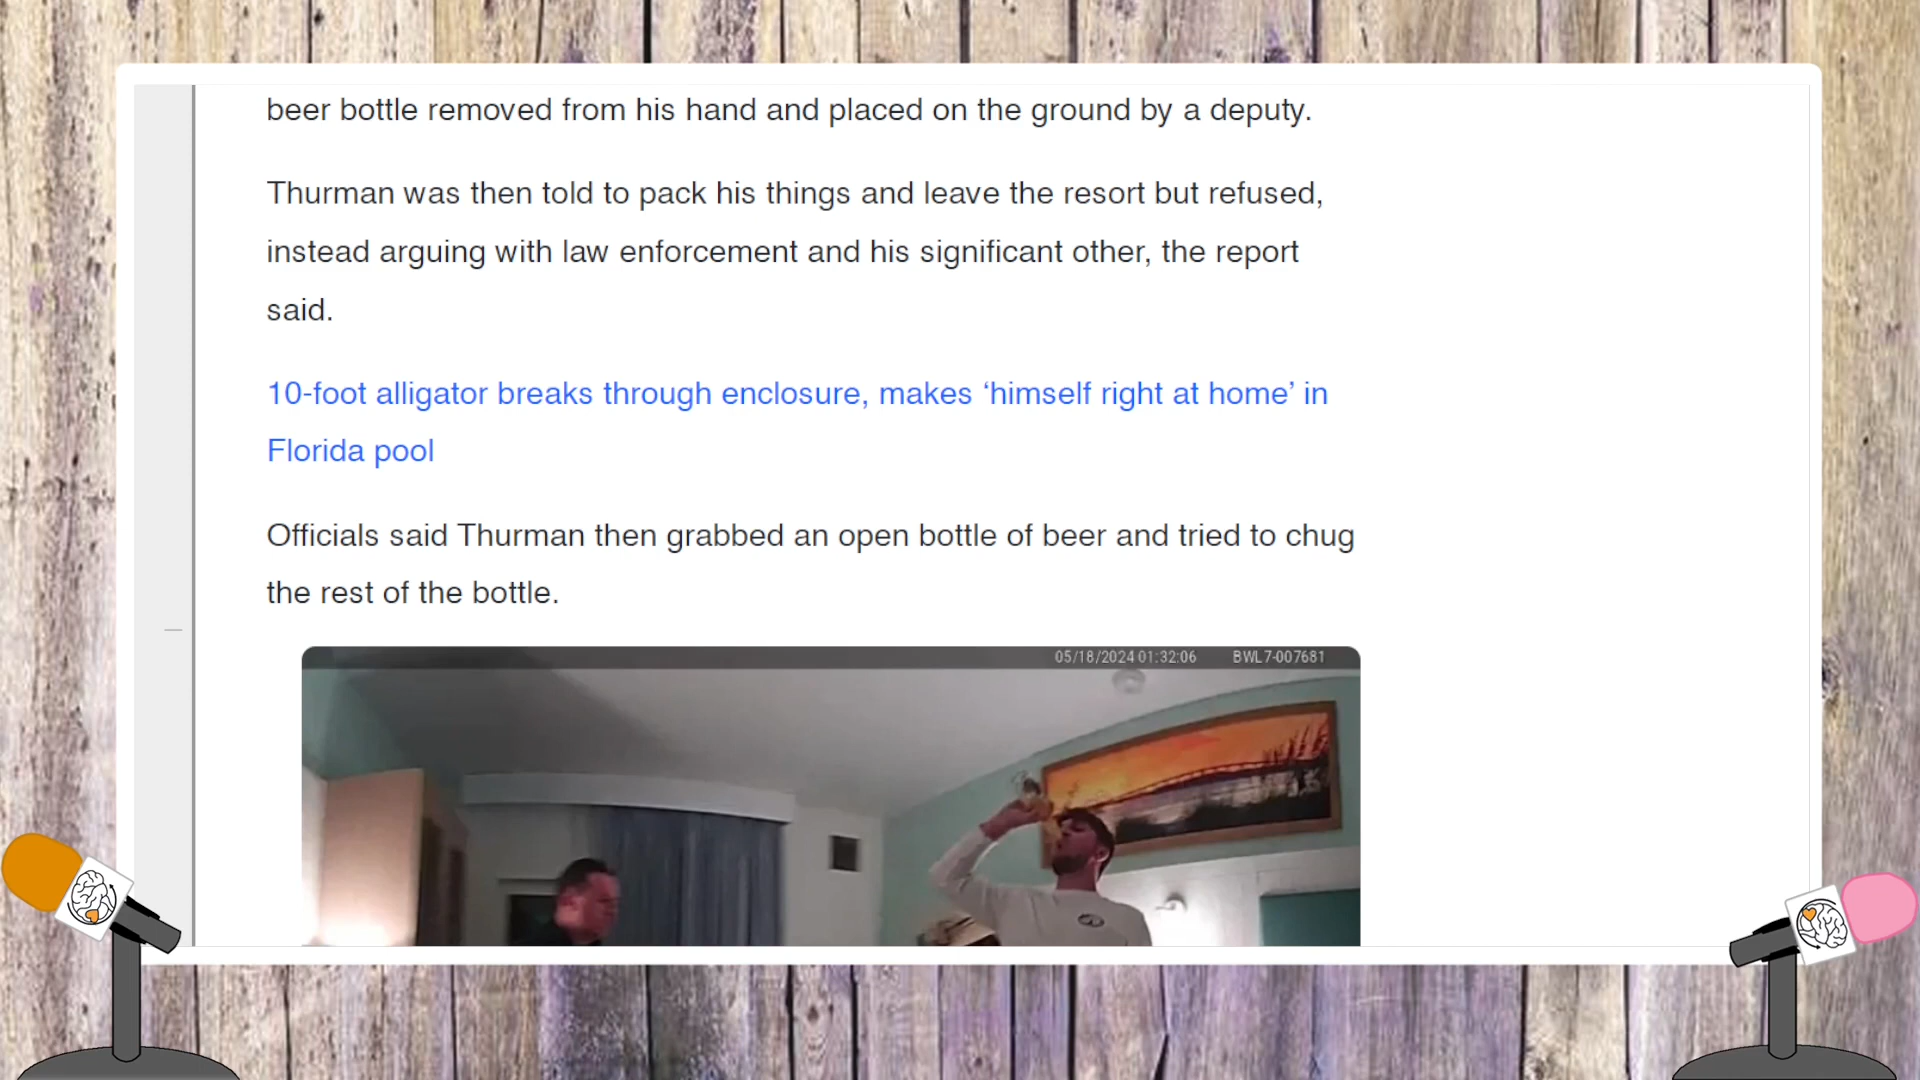 beer bottle removed from his hand and placed on the ground by a deputy.
Thurman was then told to pack his things and leave the resort but refused,
instead arguing with law enforcement and his significant other, the report
said.
10-foot alligator breaks through enclosure, makes ‘himself right at home’ in
Florida pool
Officials said Thurman then grabbed an open bottle of beer and tried to chug
the rest of the bottle.
05/18/2024 01:32:06 BWL7-007681